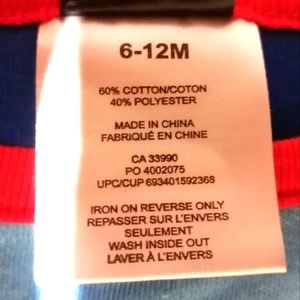 6-12M
60% COTTON/COTON
40% POLYESTER
MADE IN CHINA
FABRIQUÉ EN CHINE
CA 33990
PO 4002075
UPC/CUP 693401592368
IRON ON REVERSE ONLY
REPASSER SUR L'ENVERS
SEULEMENT
WASH INSIDE OUT
LAVER À L'ENVERS